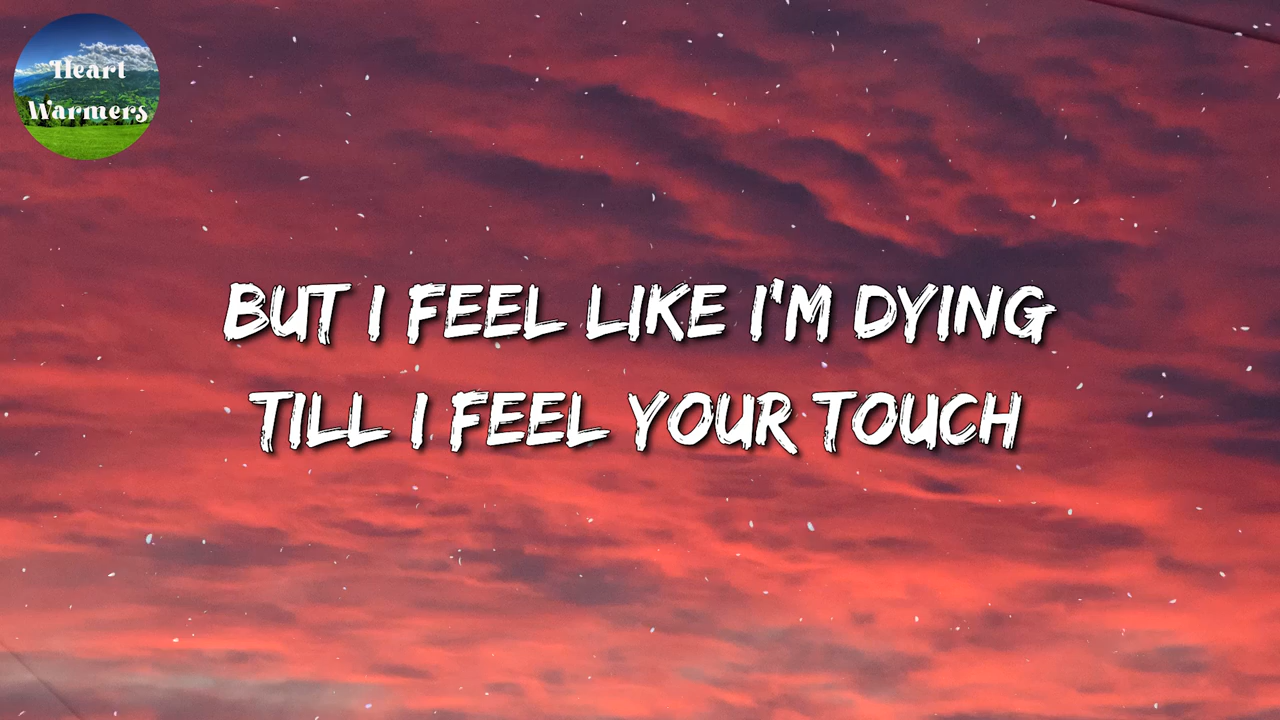 Heart
Warmers
BUT I FEEL LIKE I'M DYING
TILL I FEEL YOUR TOUCH